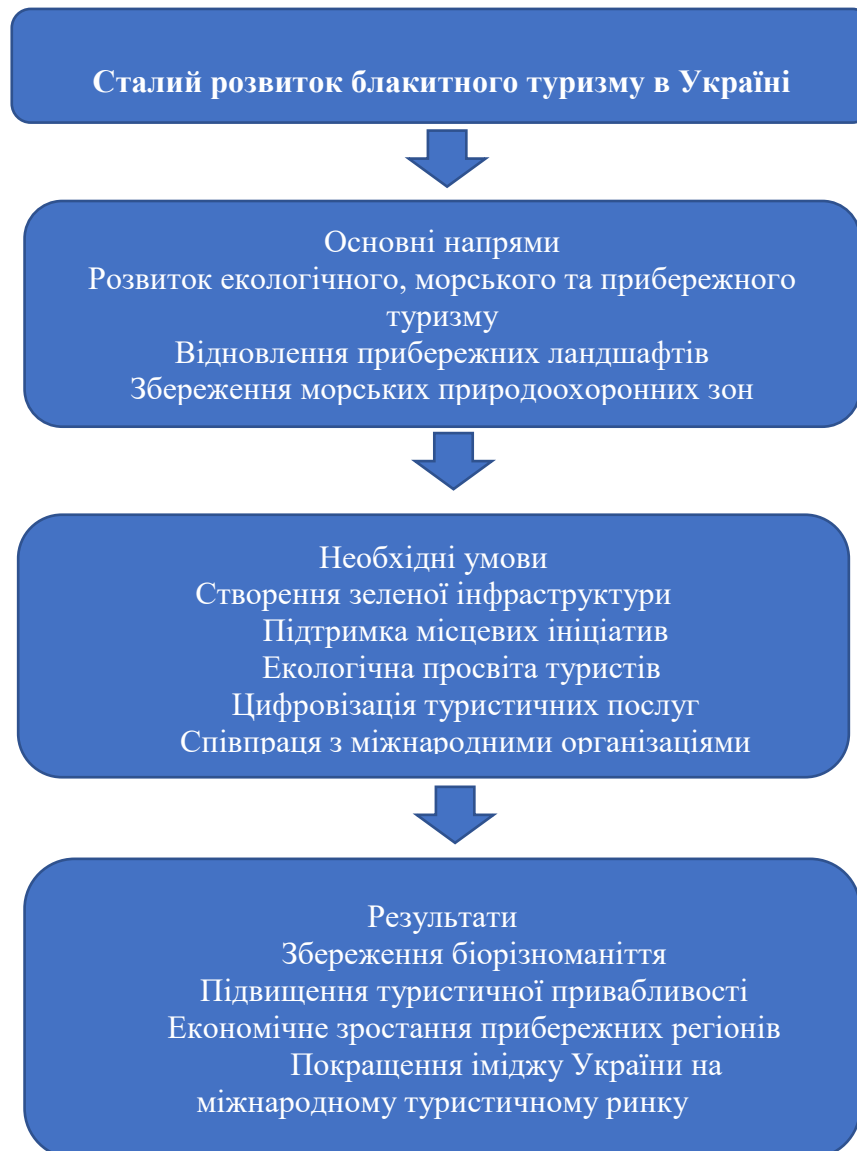 Сталий розвиток блакитного туризму в Україні
Основні напрями
Розвиток екологічного, морського та прибережного
туризму
Відновлення прибережних ландшафтів
Збереження морських природоохоронних зон
Необхідні умови
Створення зеленої інфраструктури
Підтримка місцевих ініціатив
Екологічна просвіта туристів
Цифровізація туристичних послуг
Співпраця з міжнародними організаціями
Результати
Збереження біорізноманіття
Підвищення туристичної привабливості
Економічне зростання прибережних регіонів
Покращення іміджу України на
міжнародному туристичному ринку